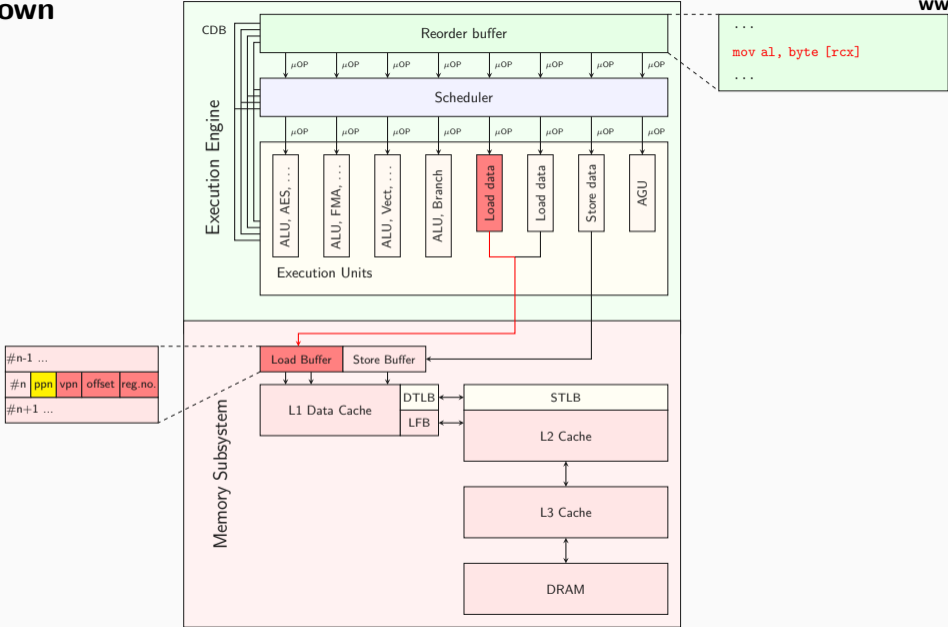 own
ww
CDB
Reorder buffer
...
mov al, byte [rcx]
...
μOP μOP μOP μOP μOP μOP μOP μOP
Scheduler
μOP μOP μOP μOP μOP μOP μOP μOP
Execution Engine
ALU, AES, ...
ALU, FMA, ...
ALU, Vect, ...
ALU, Branch
Load data
Load data
Store data
AGU
Execution Units
#n-1 ...
#n ppn vpn offset reg.no.
#n+1 ...
Load Buffer Store Buffer
Memory Subsystem
L1 Data Cache
DTLB
LFB
STLB
L2 Cache
L3 Cache
DRAM